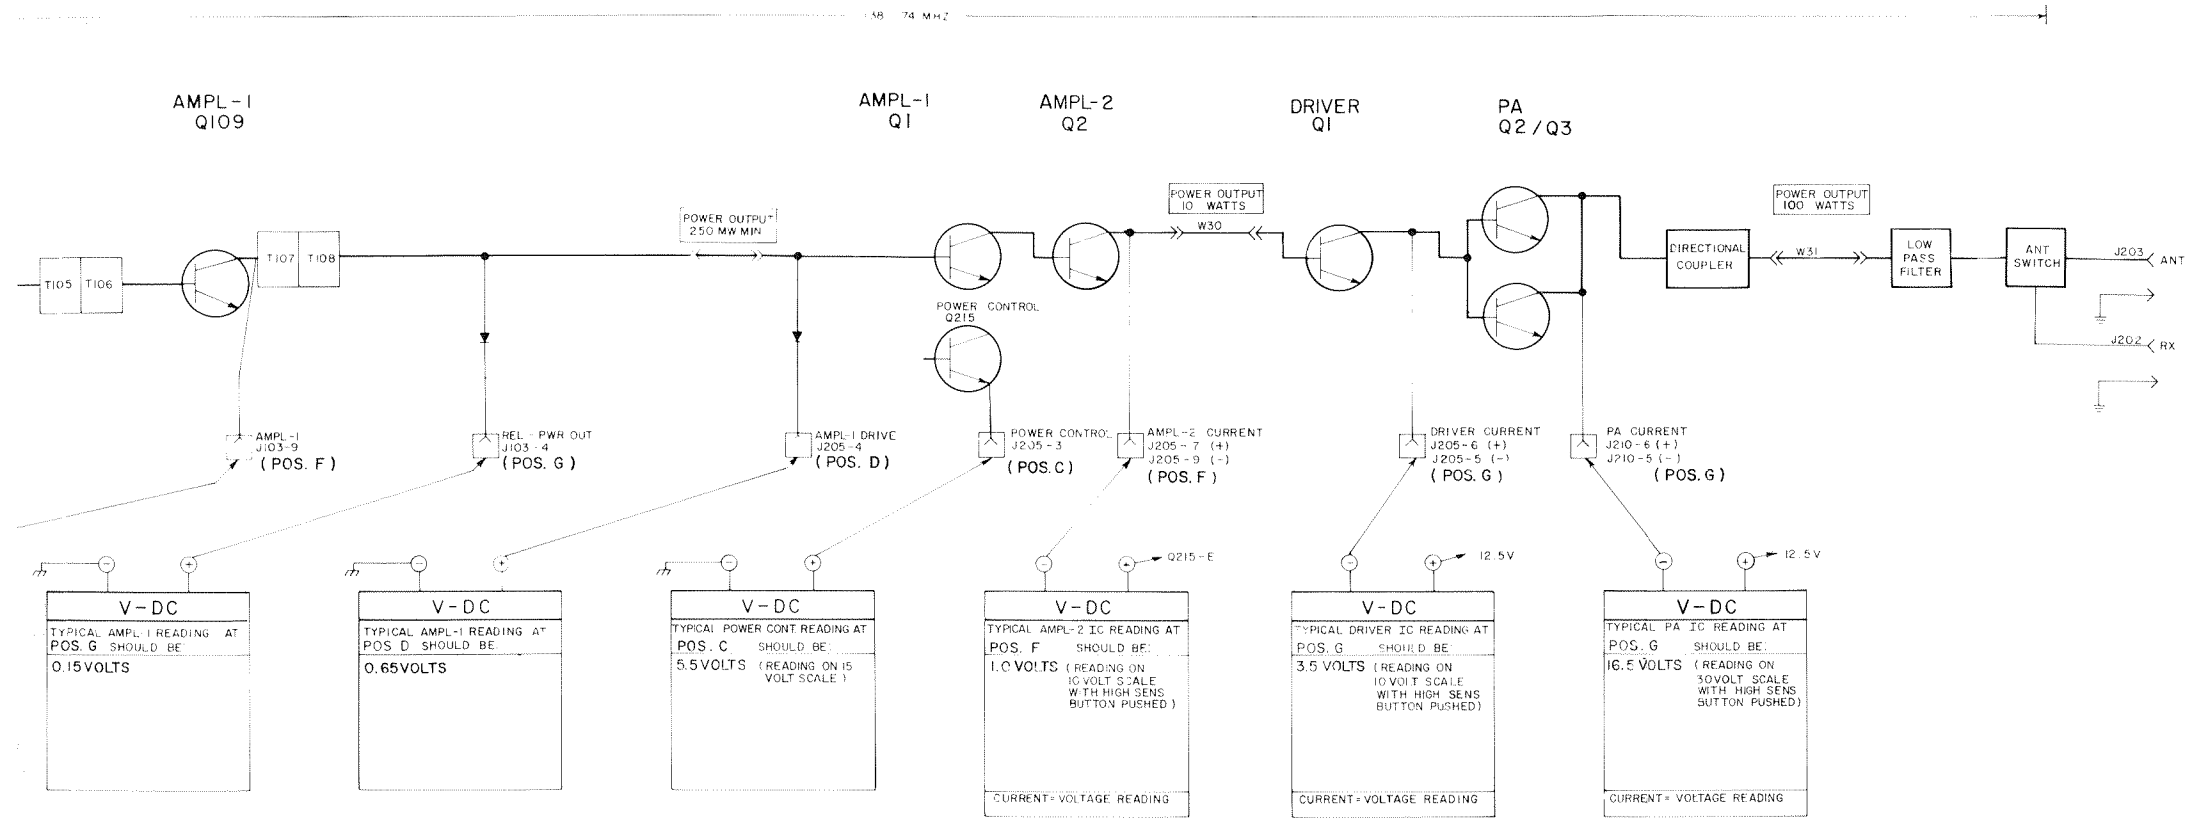 138 174 MHZ
AMPL-1
Q109
AMPL-1
Q1
AMPL-2
Q2
DRIVER
Q1
PA
Q2/Q3
POWER OUTPUT
250 MW MIN
POWER OUTPUT
10 WATTS
W30
POWER OUTPUT
100 WATTS
T105
T106
T107
T108
DIRECTIONAL
COUPLER
W31
LOW
PASS
FILTER
ANT
SWITCH
J203
ANT
J202
RX
POWER CONTROL
Q215
AMPL-1
J103-9
(POS. F)
REL-PWR OUT
J103-4
(POS. G)
AMPL-1 DRIVE
J205-4
(POS. D)
POWER CONTROL
J205-3
(POS. C)
AMPL-2 CURRENT
J205-7 (+)
J205-9 (-)
(POS. F)
DRIVER CURRENT
J205-6 (+)
J205-5 (-)
(POS. G)
PA CURRENT
J210-6 (+)
J210-5 (-)
(POS. G)
- +
- +
- +
- + Q215-E
- + 12.5V
- + 12.5V
V-DC
TYPICAL AMPL-1 READING AT
POS. G SHOULD BE:
0.15 VOLTS
V-DC
TYPICAL AMPL-1 READING AT
POS D SHOULD BE:
0.65 VOLTS
V-DC
TYPICAL POWER CONT. READING AT
POS. C SHOULD BE:
5.5 VOLTS (READING ON 15
VOLT SCALE)
V-DC
TYPICAL AMPL-2 IC READING AT
POS. F SHOULD BE:
1.0 VOLTS (READING ON
10 VOLT SCALE
WITH HIGH SENS
BUTTON PUSHED)
CURRENT=VOLTAGE READING
V-DC
TYPICAL DRIVER IC READING AT
POS. G SHOULD BE:
3.5 VOLTS (READING ON
10 VOLT SCALE
WITH HIGH SENS
BUTTON PUSHED)
CURRENT=VOLTAGE READING
V-DC
TYPICAL PA IC READING AT
POS. G SHOULD BE:
16.5 VOLTS (READING ON
30 VOLT SCALE
WITH HIGH SENS
BUTTON PUSHED)
CURRENT= VOLTAGE READING